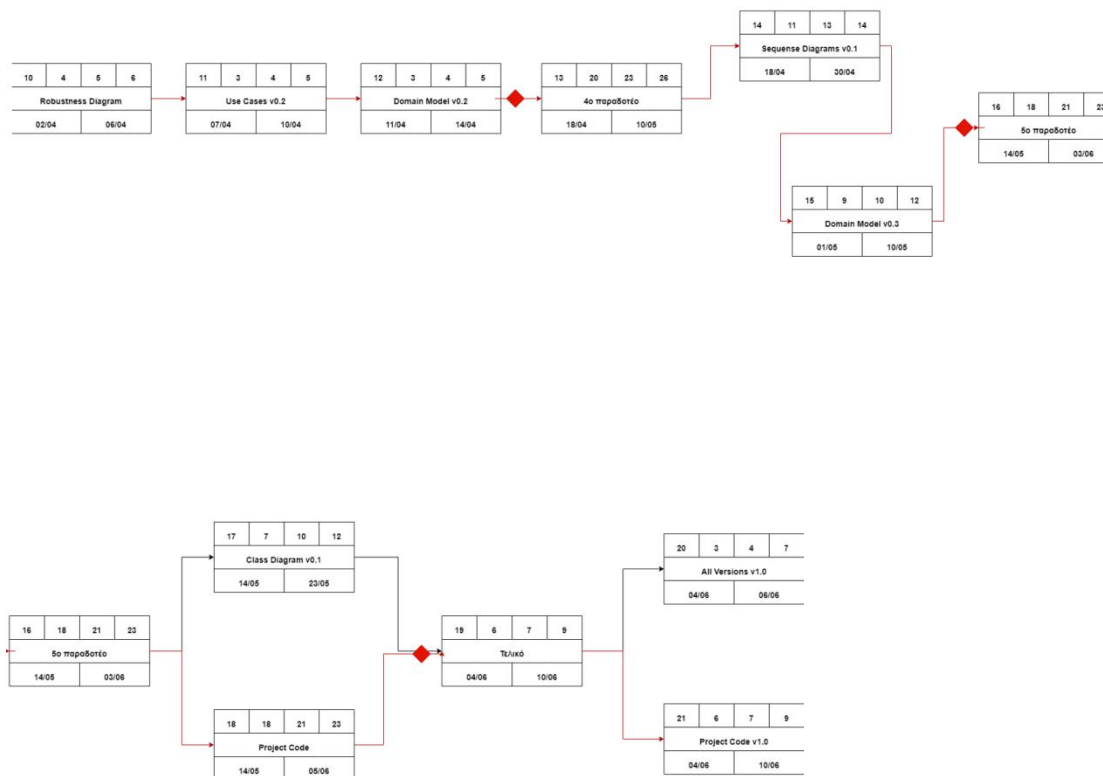 14 11 13 14
Sequense Diagrams v0.1
18/04 30/04
10 4 5 6
Robustness Diagram
02/04 06/04
11 3 4 5
Use Cases v0.2
07/04 10/04
12 3 4 5
Domain Model v0.2
11/04 14/04
13 20 23 26
4ο παραδοτέο
18/04 10/05
16 18 21 23
5ο παραδοτέο
14/05 03/06
15 9 10 12
Domain Model v0.3
01/05 10/05
17 7 10 12
Class Diagram v0.1
14/05 23/05
20 3 4 7
All Versions v1.0
04/06 06/06
16 18 21 23
5ο παραδοτέο
14/05 03/06
19 6 7 9
Τελικό
04/06 10/06
18 18 21 23
Project Code
14/05 05/06
21 6 7 9
Project Code v1.0
04/06 10/06